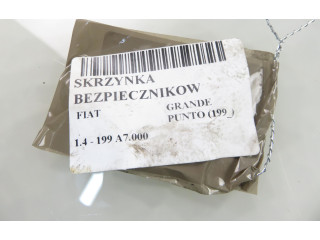 SKRZYNKA
BEZPIECZNIKOW
FIAT GRANDE
PUNTO (199_)
1.4 - 199 A7.000